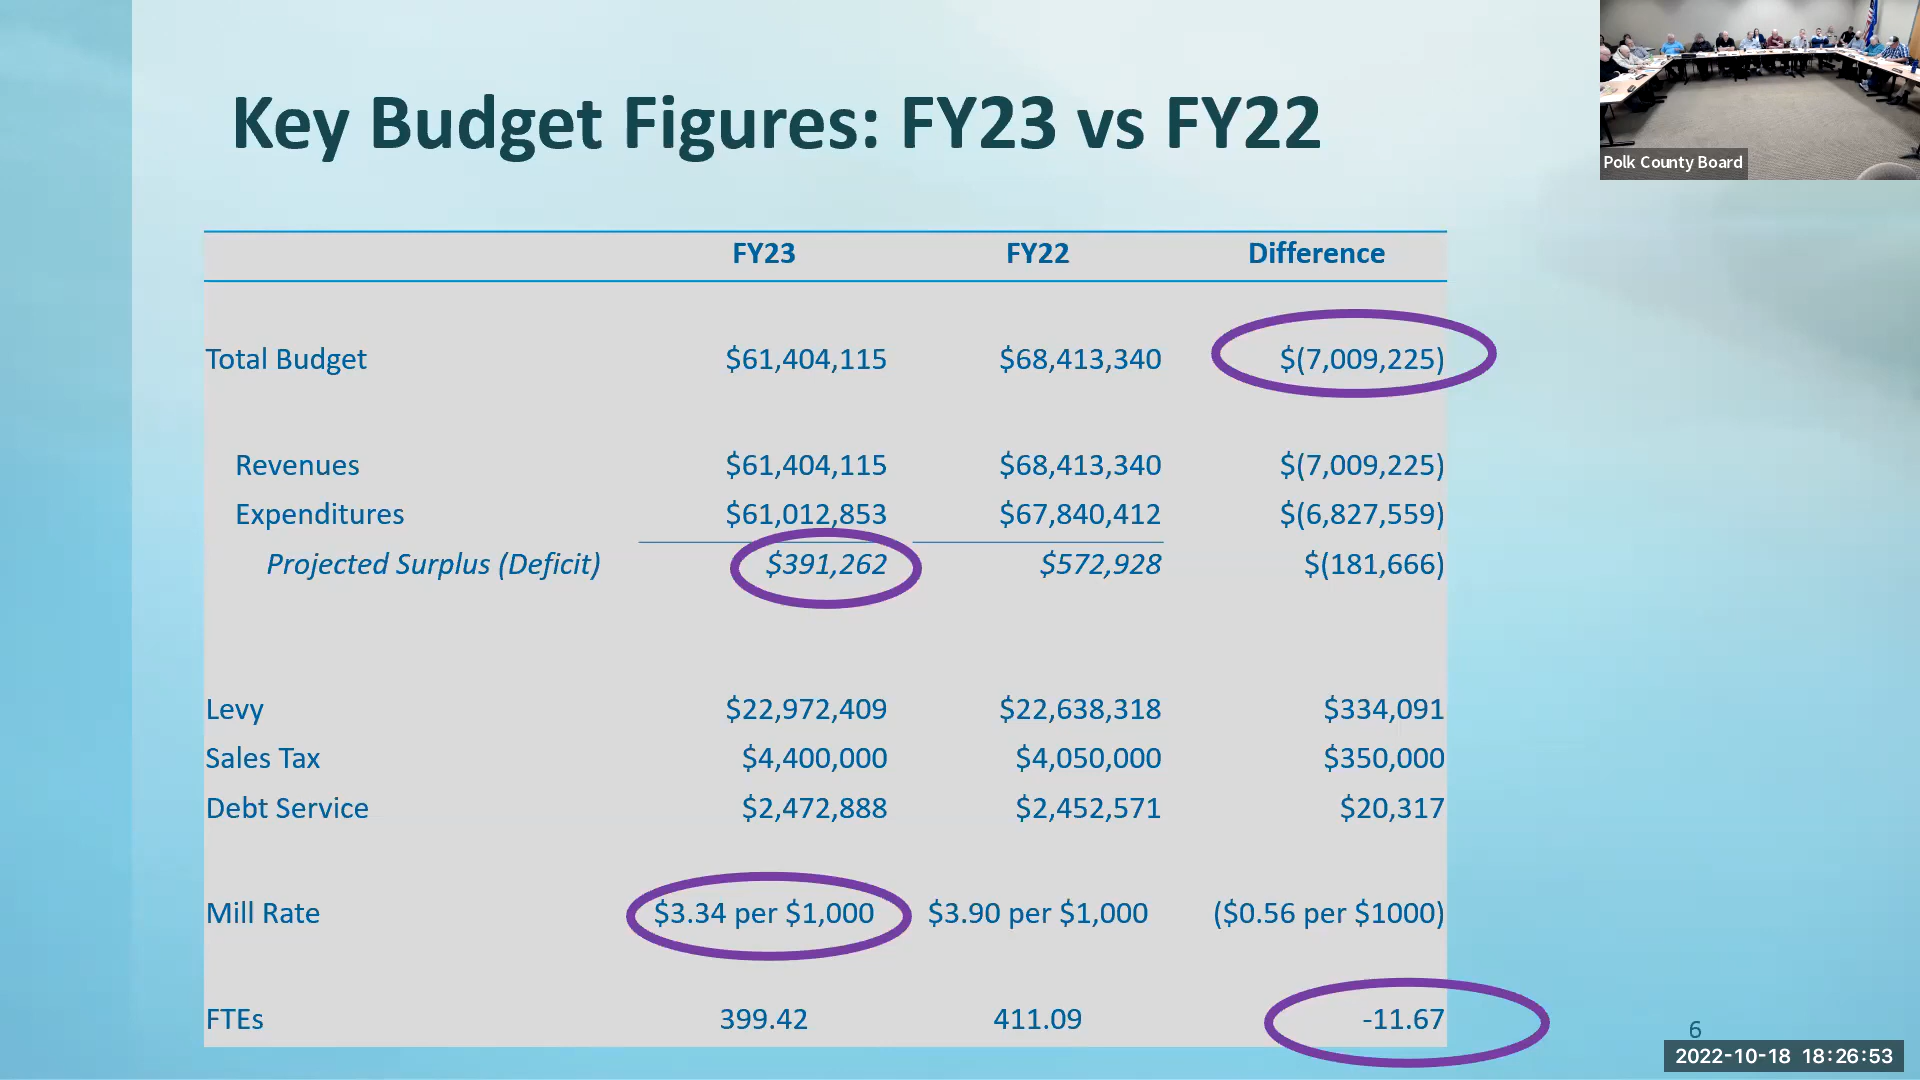 Key Budget Figures: FY23 vs FY22
Polk County Board
FY23 FY22 Difference
Total Budget $61,404,115 $68,413,340 $(7,009,225)
Revenues $61,404,115 $68,413,340 $(7,009,225)
Expenditures $61,012,853 $67,840,412 $(6,827,559)
Projected Surplus (Deficit) $391,262 $572,928 $(181,666)
Levy $22,972,409 $22,638,318 $334,091
Sales Tax $4,400,000 $4,050,000 $350,000
Debt Service $2,472,888 $2,452,571 $20,317
Mill Rate $3.34 per $1,000 $3.90 per $1,000 ($0.56 per $1000)
FTEs 399.42 411.09 -11.67
6
2022-10-18 18:26:53